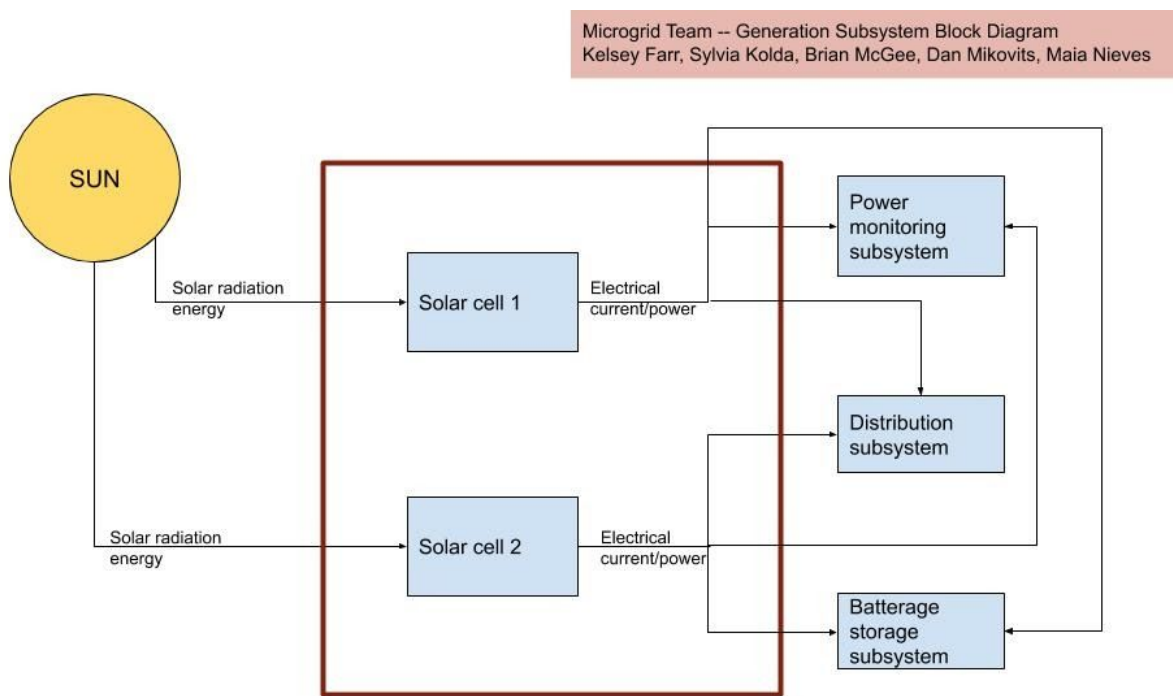 Microgrid Team -- Generation Subsystem Block Diagram
Kelsey Farr, Sylvia Kolda, Brian McGee, Dan Mikovits, Maia Nieves
SUN
Power
monitoring
subsystem
Solar radiation
energy
Solar cell 1
Electrical
current/power
Distribution
subsystem
Solar radiation
energy
Solar cell 2
Electrical
current/power
Batterage
storage
subsystem